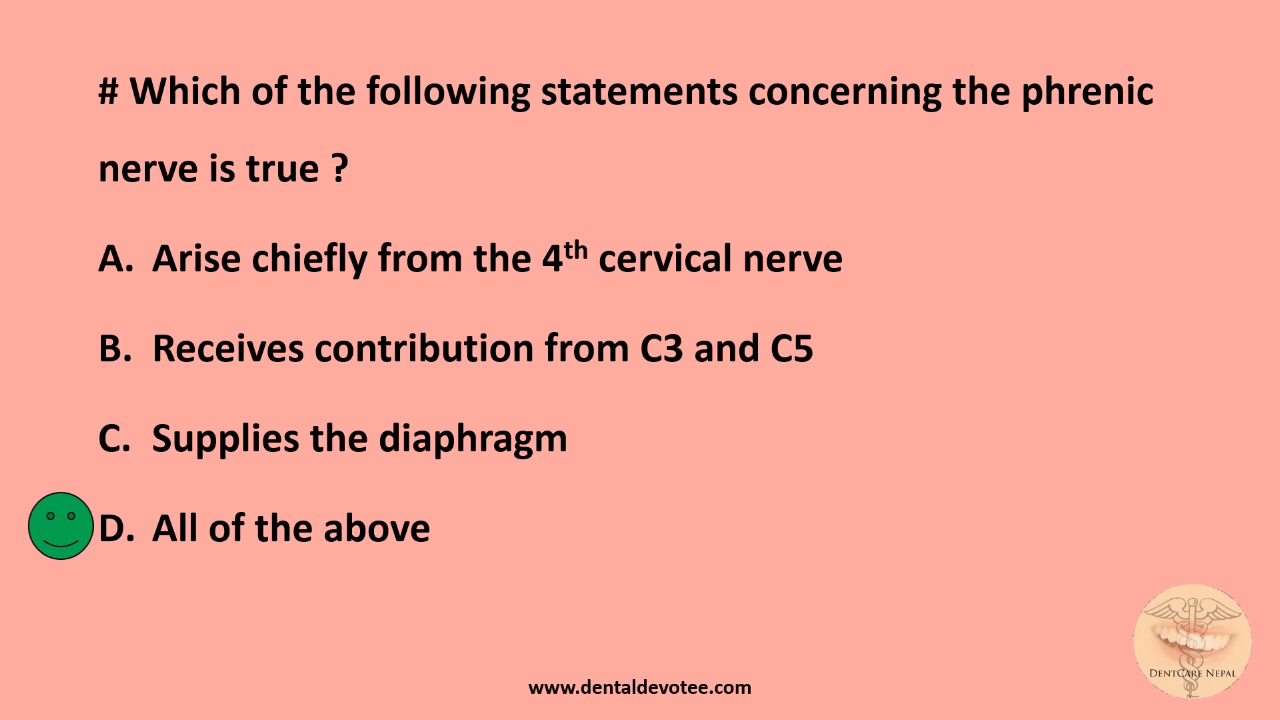 # Which of the following statements concerning the phrenic
nerve is true ?
A. Arise chiefly from the 4th cervical nerve
B. Receives contribution from C3 and C5
C. Supplies the diaphragm
D. All of the above
DENTCARE NEPAL
www.dentaldevotee.com